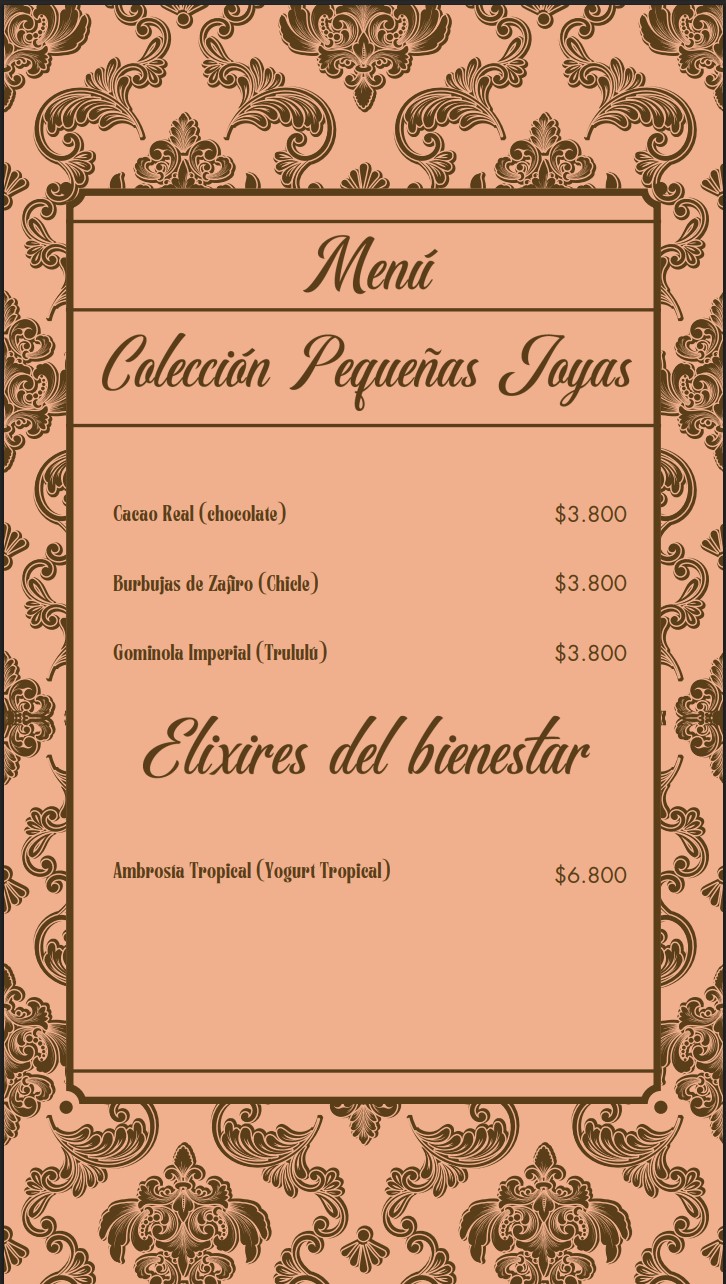 Menú
Colección Pequeñas Joyas
Cacao Real (chocolate) $3.800
Burbujas de Zafiro (Chicle) $3.800
Gominola Imperial (Trululú) $3.800
Elixires del bienestar
Ambrosía Tropical (Yogurt Tropical) $6.800